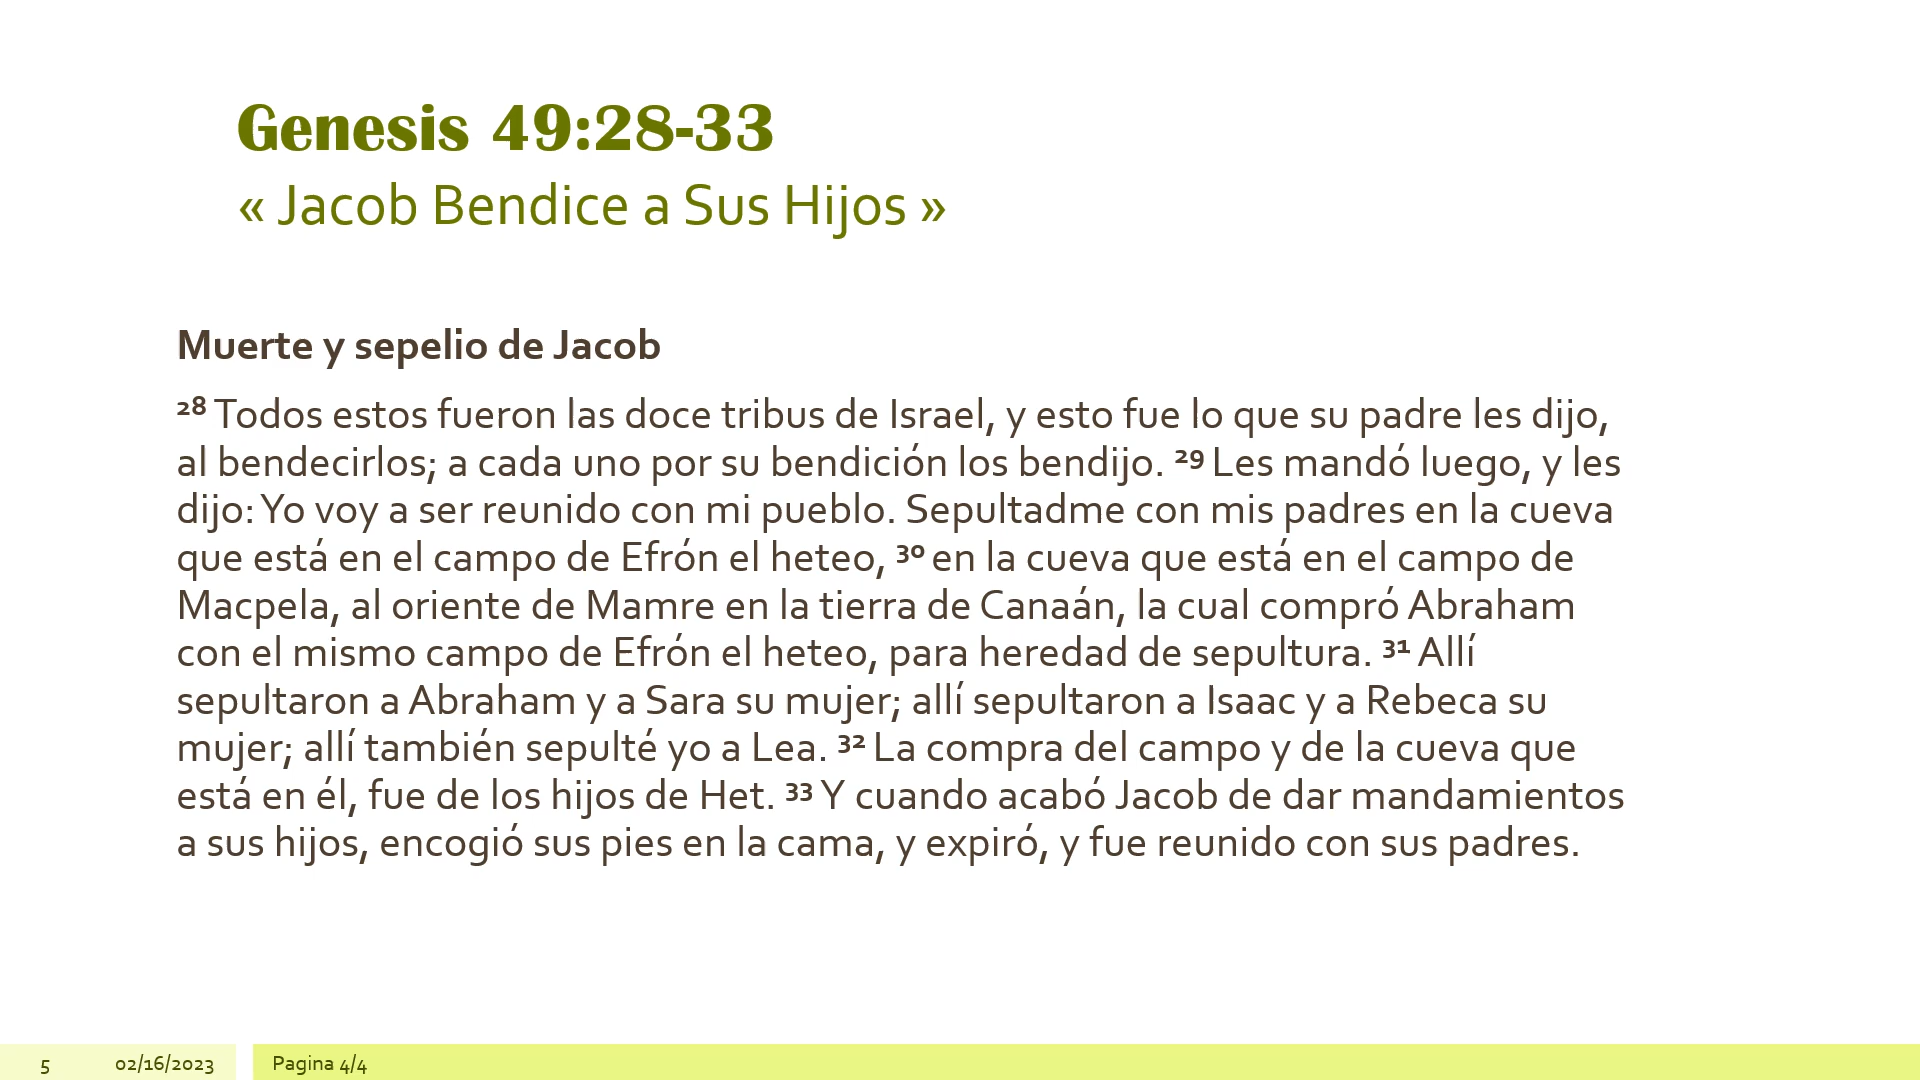 Genesis 49:28-33
« Jacob Bendice a Sus Hijos »
Muerte y sepelio de Jacob
28 Todos estos fueron las doce tribus de Israel, y esto fue lo que su padre les dijo,
al bendecirlos; a cada uno por su bendición los bendijo. 29 Les mandó luego, y les
dijo: Yo voy a ser reunido con mi pueblo. Sepultadme con mis padres en la cueva
que está en el campo de Efrón el heteo, 30 en la cueva que está en el campo de
Macpela, al oriente de Mamre en la tierra de Canaán, la cual compró Abraham
con el mismo campo de Efrón el heteo, para heredad de sepultura. 31 Allí
sepultaron a Abraham y a Sara su mujer; allí sepultaron a Isaac y a Rebeca su
mujer; allí también sepulté yo a Lea. 32 La compra del campo y de la cueva que
está en él, fue de los hijos de Het. 33 Y cuando acabó Jacob de dar mandamientos
a sus hijos, encogió sus pies en la cama, y expiró, y fue reunido con sus padres.
5 02/16/2023 Pagina 4/4